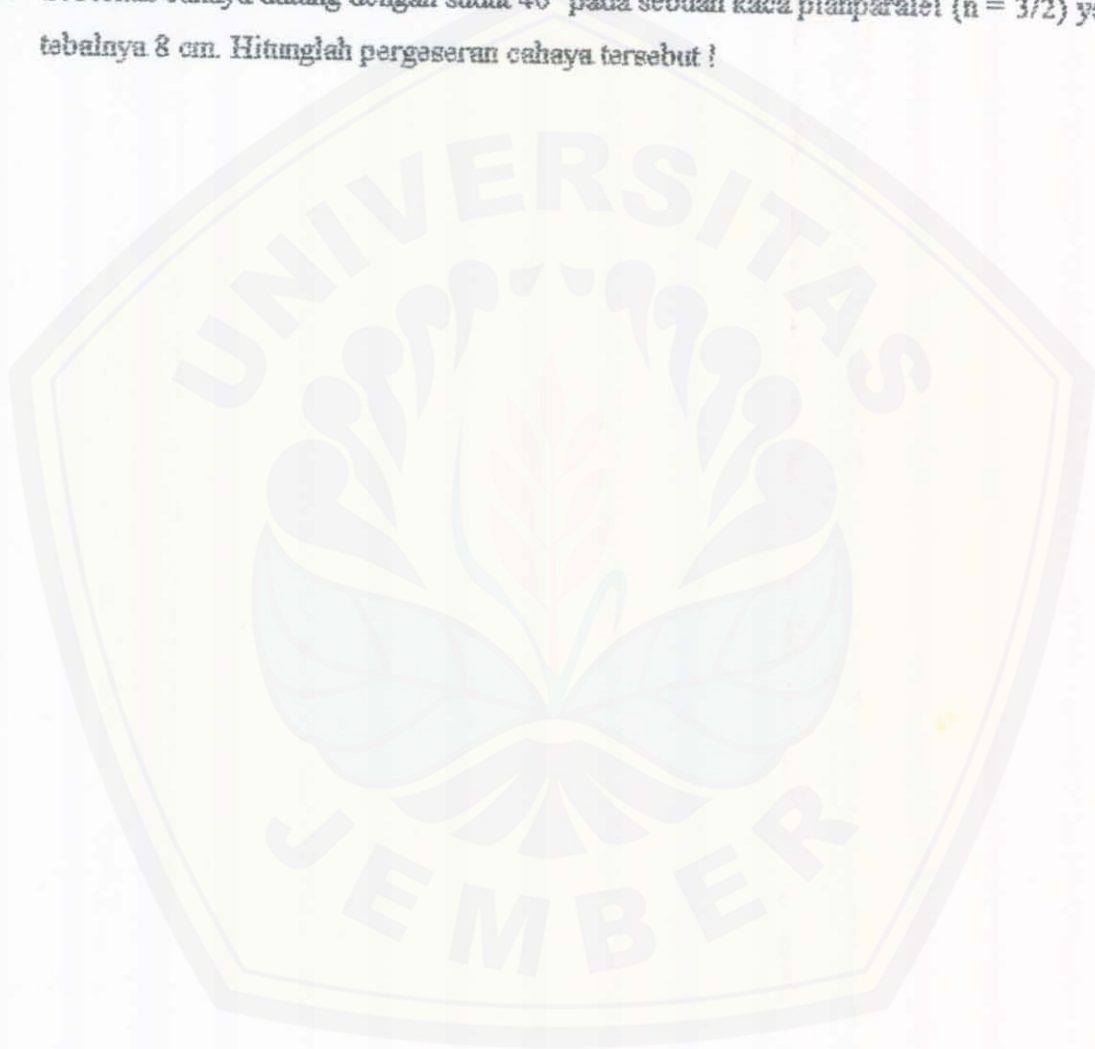 cahaya datang dengan sudut 40° pada sebuah kaca planparalel (n = 3/2)
tebalnya 8 cm. Hitunglah pergeseran cahaya tersebut !
UNIVERSITAS
JEMBER